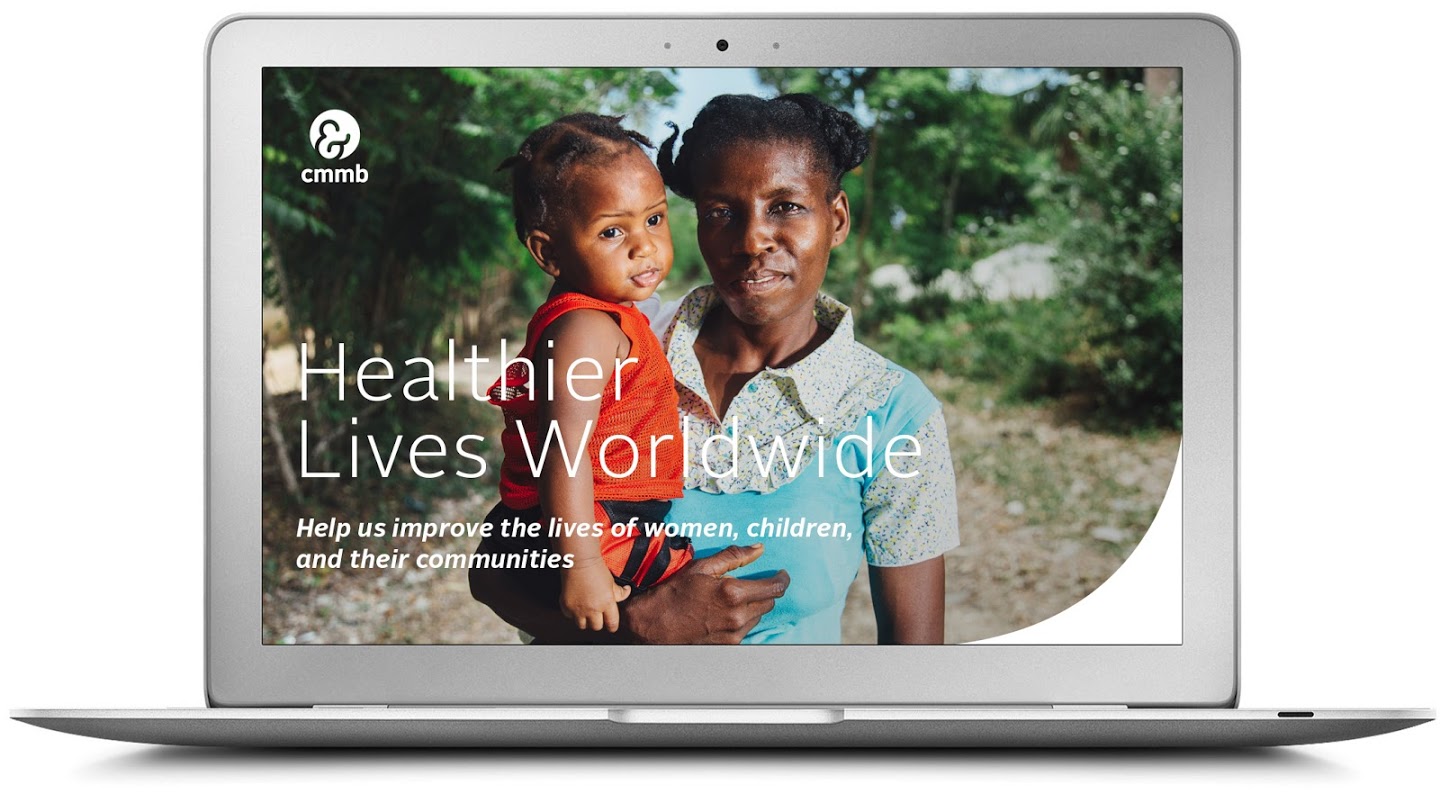 cmmb
Healthier
Lives Worldwide
Help us improve the lives of women, children,
and their communities